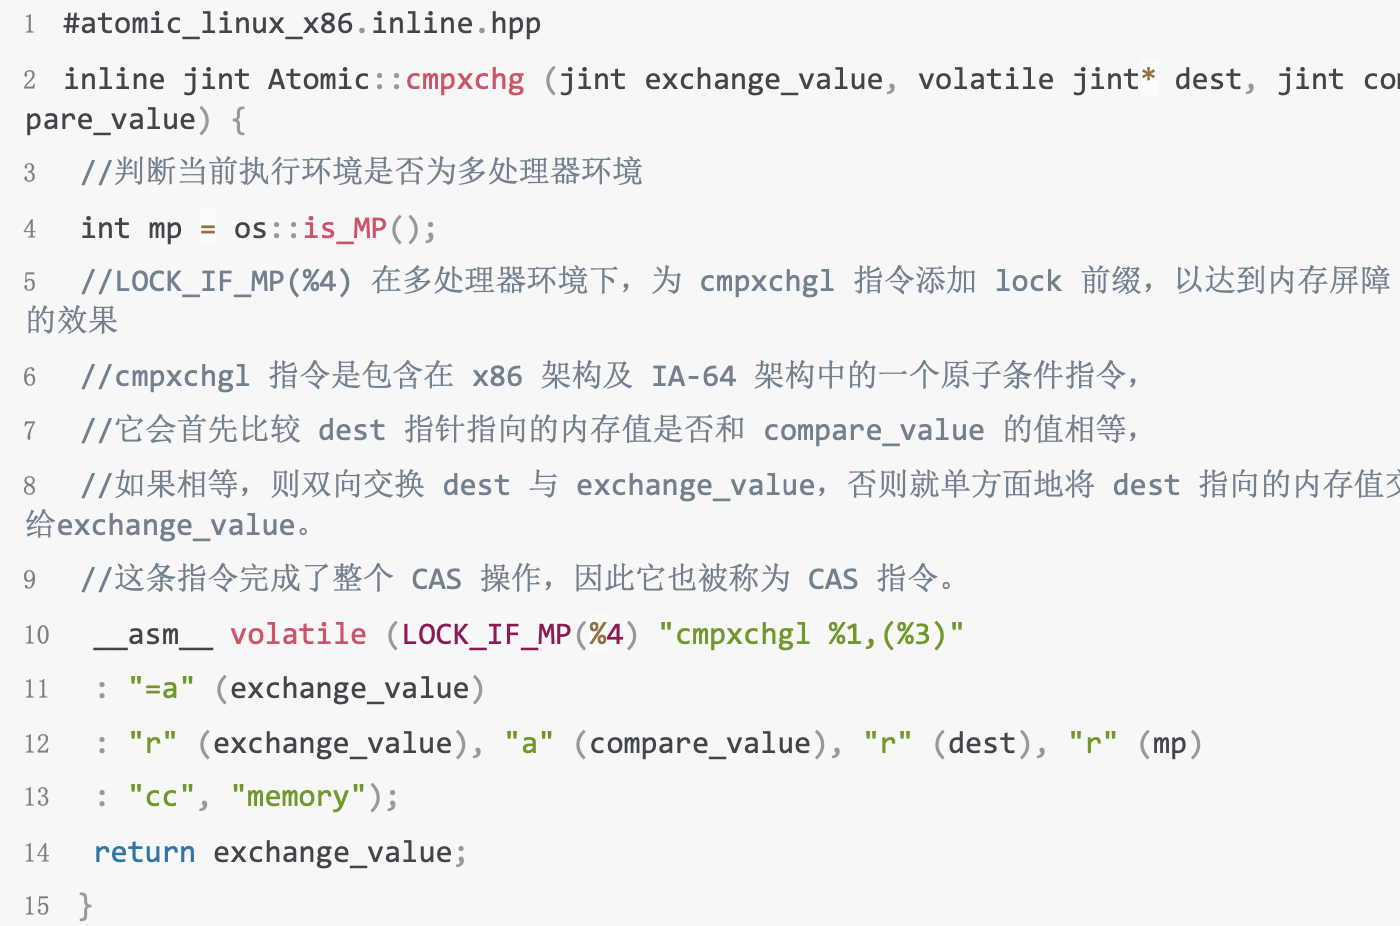 1 #atomic_linux_x86.inline.hpp
2 inline jint Atomic::cmpxchg (jint exchange_value, volatile jint* dest, jint com
pare_value) {
3 //判断当前执行环境是否为多处理器环境
4 int mp = os::is_MP();
5 //LOCK_IF_MP(%4) 在多处理器环境下，为 cmpxchgl 指令添加 lock 前缀，以达到内存屏障
的效果
6 //cmpxchgl 指令是包含在 x86 架构及 IA-64 架构中的一个原子条件指令，
7 //它会首先比较 dest 指针指向的内存值是否和 compare_value 的值相等，
8 //如果相等，则双向交换 dest 与 exchange_value，否则就单方面地将 dest 指向的内存值交
给exchange_value。
9 //这条指令完成了整个 CAS 操作，因此它也被称为 CAS 指令。
10 __asm__ volatile (LOCK_IF_MP(%4) "cmpxchgl %1,(%3)"
11 : "=a" (exchange_value)
12 : "r" (exchange_value), "a" (compare_value), "r" (dest), "r" (mp)
13 : "cc", "memory");
14 return exchange_value;
15 }